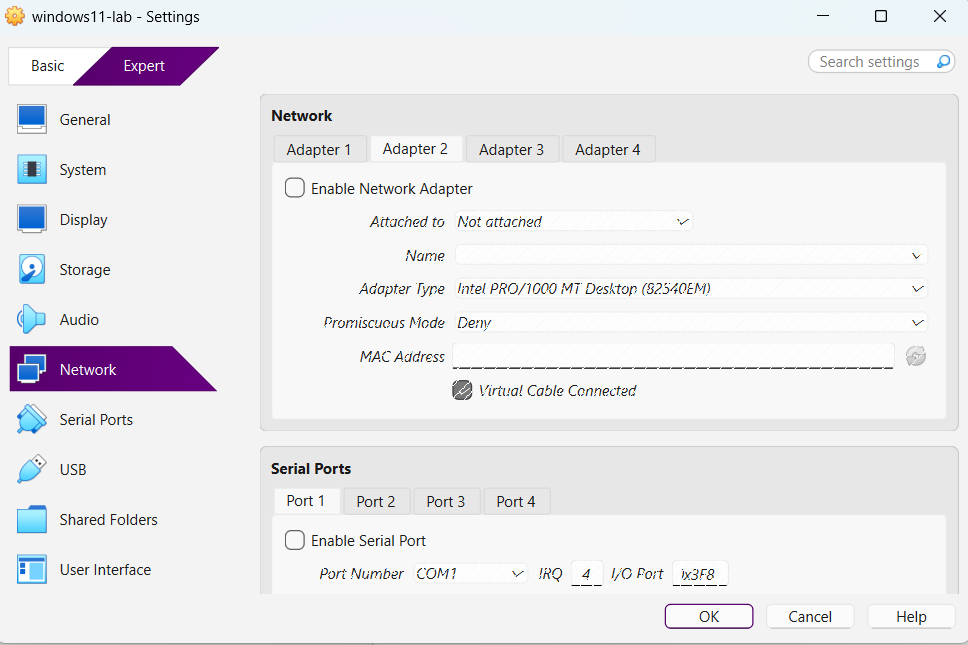 windows11-lab - Settings
Basic Expert Search settings
General
System
Display
Storage
Audio
Network
Serial Ports
USB
Shared Folders
User Interface
Network
Adapter 1 Adapter 2 Adapter 3 Adapter 4
Enable Network Adapter
Attached to Not attached
Name
Adapter Type Intel PRO/1000 MT Desktop (82540EM)
Promiscuous Mode Deny
MAC Address
Virtual Cable Connected
Serial Ports
Port 1 Port 2 Port 3 Port 4
Enable Serial Port
Port Number COM1 IRQ 4 I/O Port )x3F8
OK Cancel Help